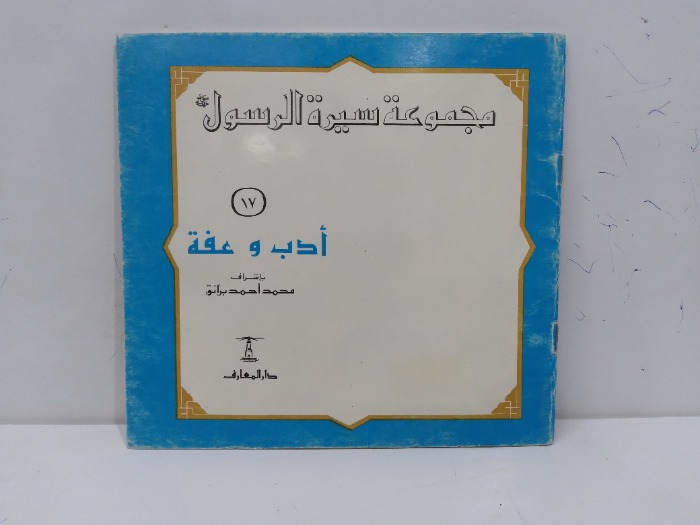 مجموعة سيرة الرسول ﷺ
١٧
أدب و عفة
بإشراف
محمد أحمد برانق
دار المعارف